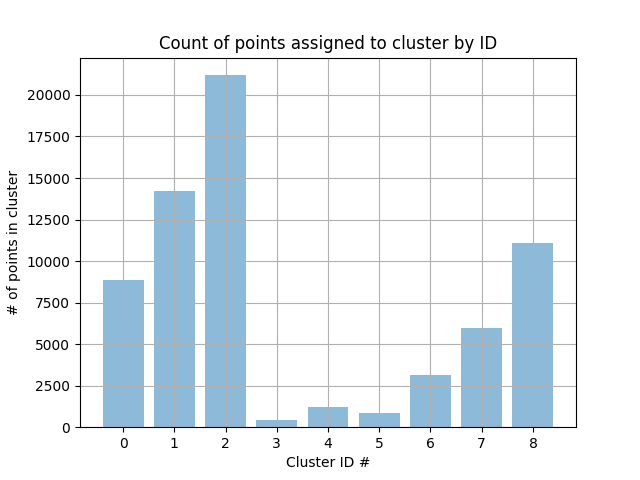 Count of points assigned to cluster by ID
# of points in cluster
20000
17500
15000
12500
10000
7500
5000
2500
0
0 1 2 3 4 5 6 7 8
Cluster ID #